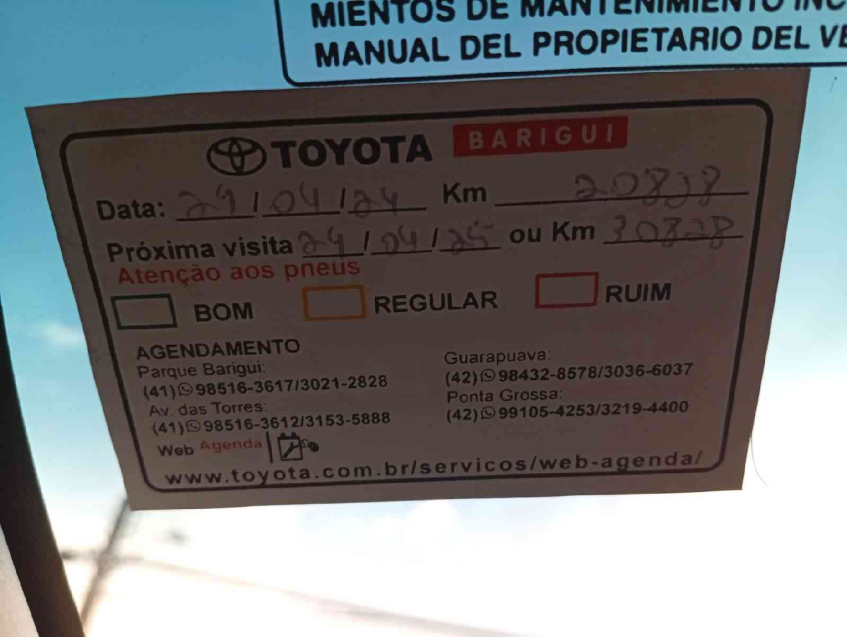 MIENTOS DE MANTENIMIENTO INC
MANUAL DEL PROPIETARIO DEL VE
TOYOTA BARIGUI
Data: 24/04/24 Km 20828
Próxima visita 24/04/25 ou Km 30828
Atenção aos pneus
BOM REGULAR RUIM
AGENDAMENTO
Parque Barigui:
(41) 98516-3617/3021-2828
Av. das Torres:
(41) 98516-3612/3153-5888
Guarapuava:
(42) 98432-8578/3036-6037
Ponta Grossa:
(42) 99105-4253/3219-4400
Web Agenda
www.toyota.com.br/servicos/web-agenda/